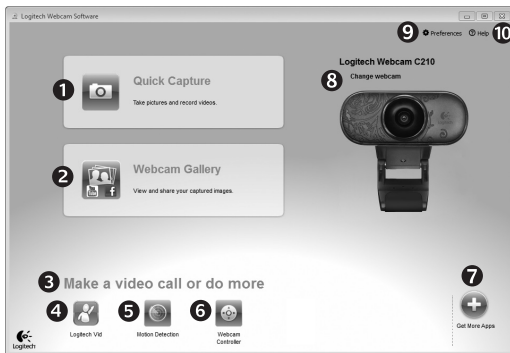 Logitech Webcam Software
9 Preferences 10 Help
Logitech Webcam C210
8 Change webcam
1 Quick Capture
Take pictures and record videos.
2 Webcam Gallery
View and share your captured images.
You Tube f
3 Make a video call or do more
4 Logitech Vid
5 Motion Detection
6 Webcam Controller
7 Get More Apps
Logitech